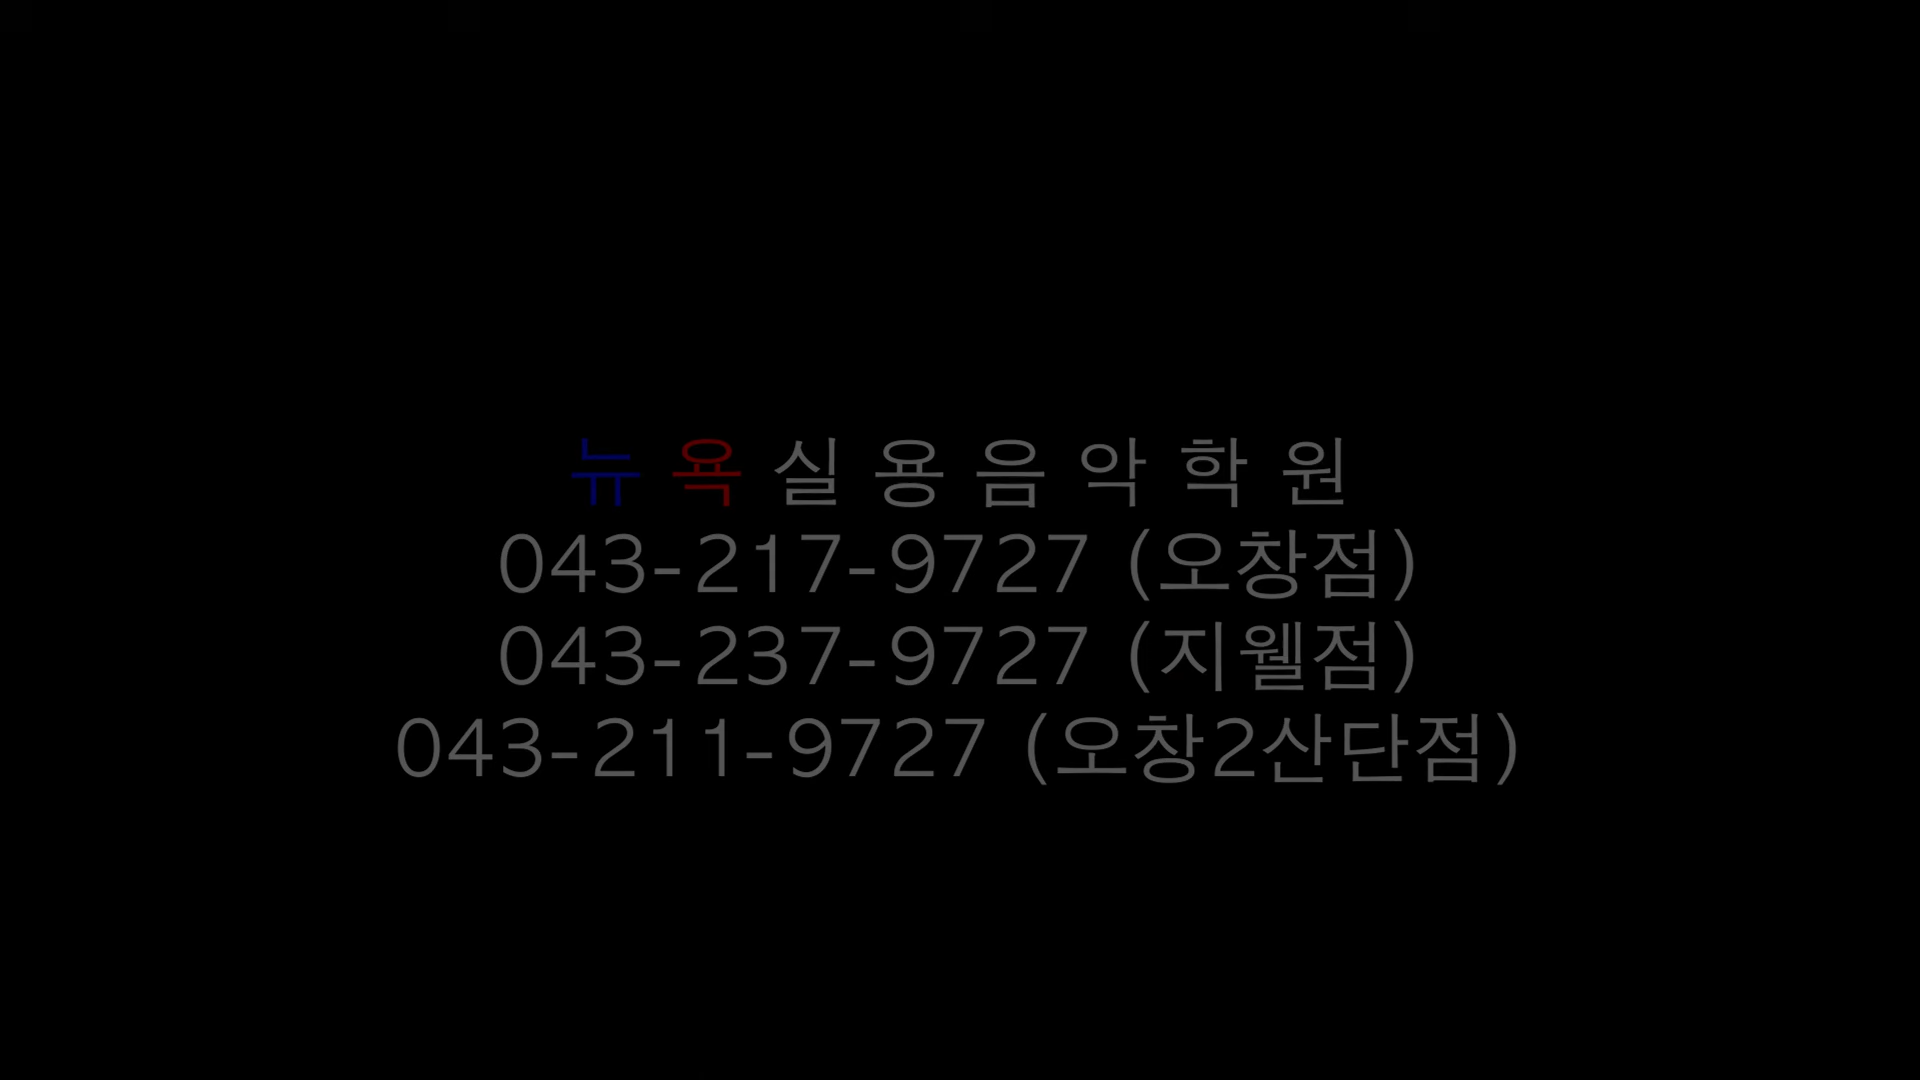 뉴 욕 실 용 음 악 학 원
043-217-9727 (오창점)
043-237-9727 (지웰점)
043-211-9727 (오창2산단점)